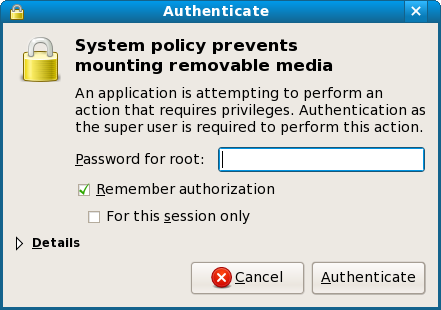 Authenticate
System policy prevents
mounting removable media
An application is attempting to perform an
action that requires privileges. Authentication as
the super user is required to perform this action.
Password for root:
Remember authorization
For this session only
Details
Cancel
Authenticate